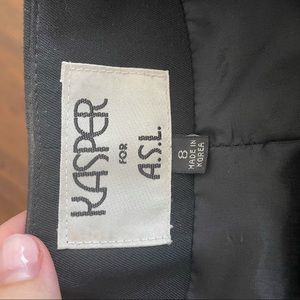 KASPER
FOR
A.S.L.
8
MADE IN
KOREA